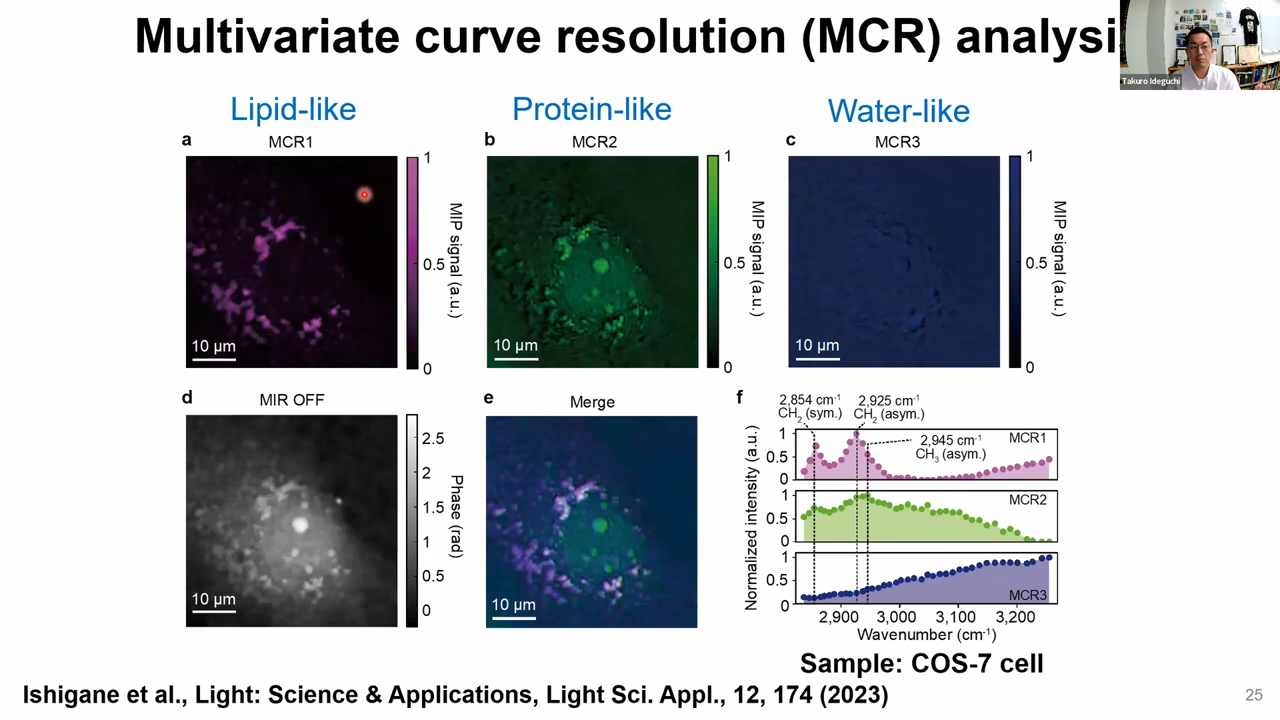 Multivariate curve resolution (MCR) analysi
Takuro Ideguchi
Lipid-like
Protein-like
Water-like
a
MCR1
b
MCR2
c
MCR3
1
0.5
0
MIP signal (a.u.)
10 µm
1
0.5
0
MIP signal (a.u.)
10 µm
1
0.5
0
MIP signal (a.u.)
10 µm
d
MIR OFF
e
Merge
f
2.5
2
1.5
1
0.5
0
Phase (rad)
10 µm
10 µm
2,854 cm⁻¹
CH₂ (sym.)
2,925 cm⁻¹
CH₂ (asym.)
2,945 cm⁻¹
CH₃ (asym.)
MCR1
MCR2
MCR3
1
0.5
0
1
0.5
0
1
0.5
0
Normalized intensity (a.u.)
2,900 3,000 3,100 3,200
Wavenumber (cm⁻¹)
Sample: COS-7 cell
Ishigane et al., Light: Science & Applications, Light Sci. Appl., 12, 174 (2023)
25